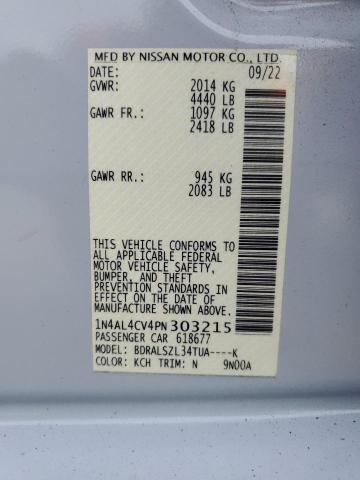 MFD BY NISSAN MOTOR CO., LTD.
DATE: 09/22
GVWR: 2014 KG
4440 LB
GAWR FR.: 1097 KG
2418 LB
GAWR RR.: 945 KG
2083 LB
THIS VEHICLE CONFORMS TO
ALL APPLICABLE FEDERAL
MOTOR VEHICLE SAFETY,
BUMPER, AND THEFT
PREVENTION STANDARDS IN
EFFECT ON THE DATE OF
MANUFACTURE SHOWN ABOVE.
1N4AL4CV4PN303215
PASSENGER CAR 618677
MODEL: BDRALSZL34TUA----K
COLOR: KCH TRIM: N 9N00A